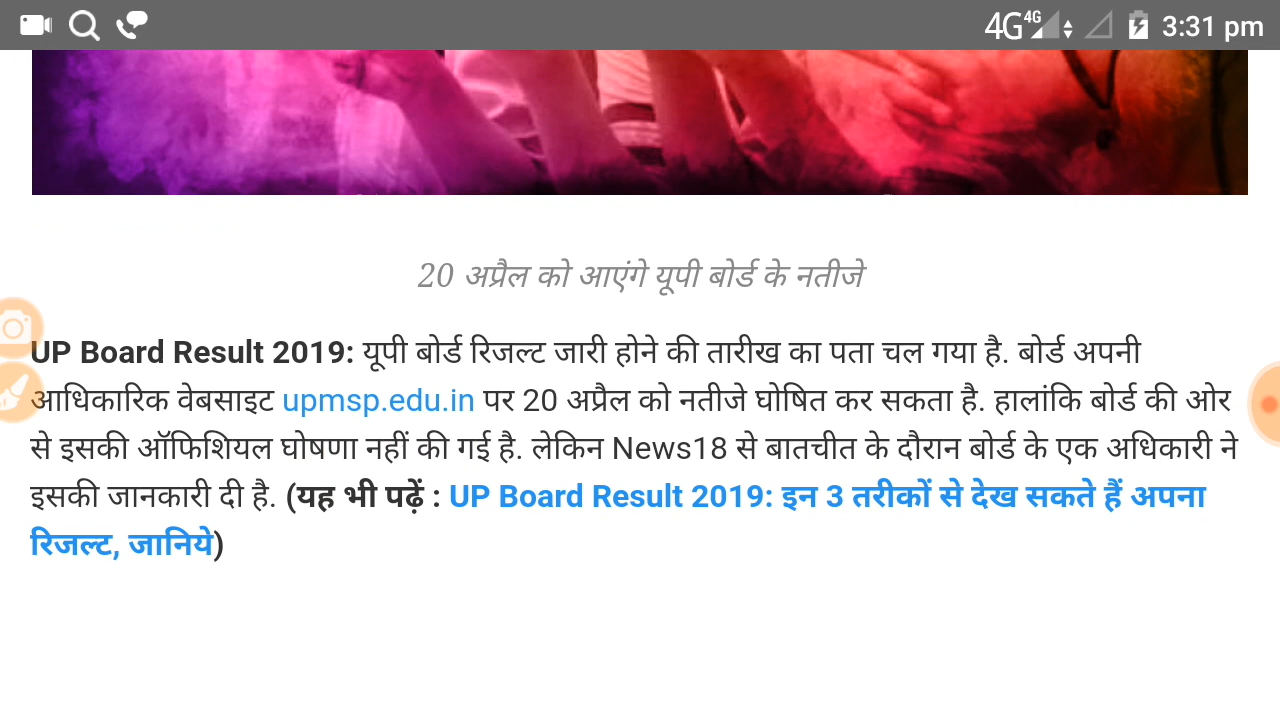 4G 4G 3:31 pm
20 अप्रैल को आएंगे यूपी बोर्ड के नतीजे
UP Board Result 2019: यूपी बोर्ड रिजल्ट जारी होने की तारीख का पता चल गया है. बोर्ड अपनी
आधिकारिक वेबसाइट upmsp.edu.in पर 20 अप्रैल को नतीजे घोषित कर सकता है. हालांकि बोर्ड की ओर
से इसकी ऑफिशियल घोषणा नहीं की गई है. लेकिन News18 से बातचीत के दौरान बोर्ड के एक अधिकारी ने
इसकी जानकारी दी है. (यह भी पढ़ें : UP Board Result 2019: इन 3 तरीकों से देख सकते हैं अपना
रिजल्ट, जानिये)